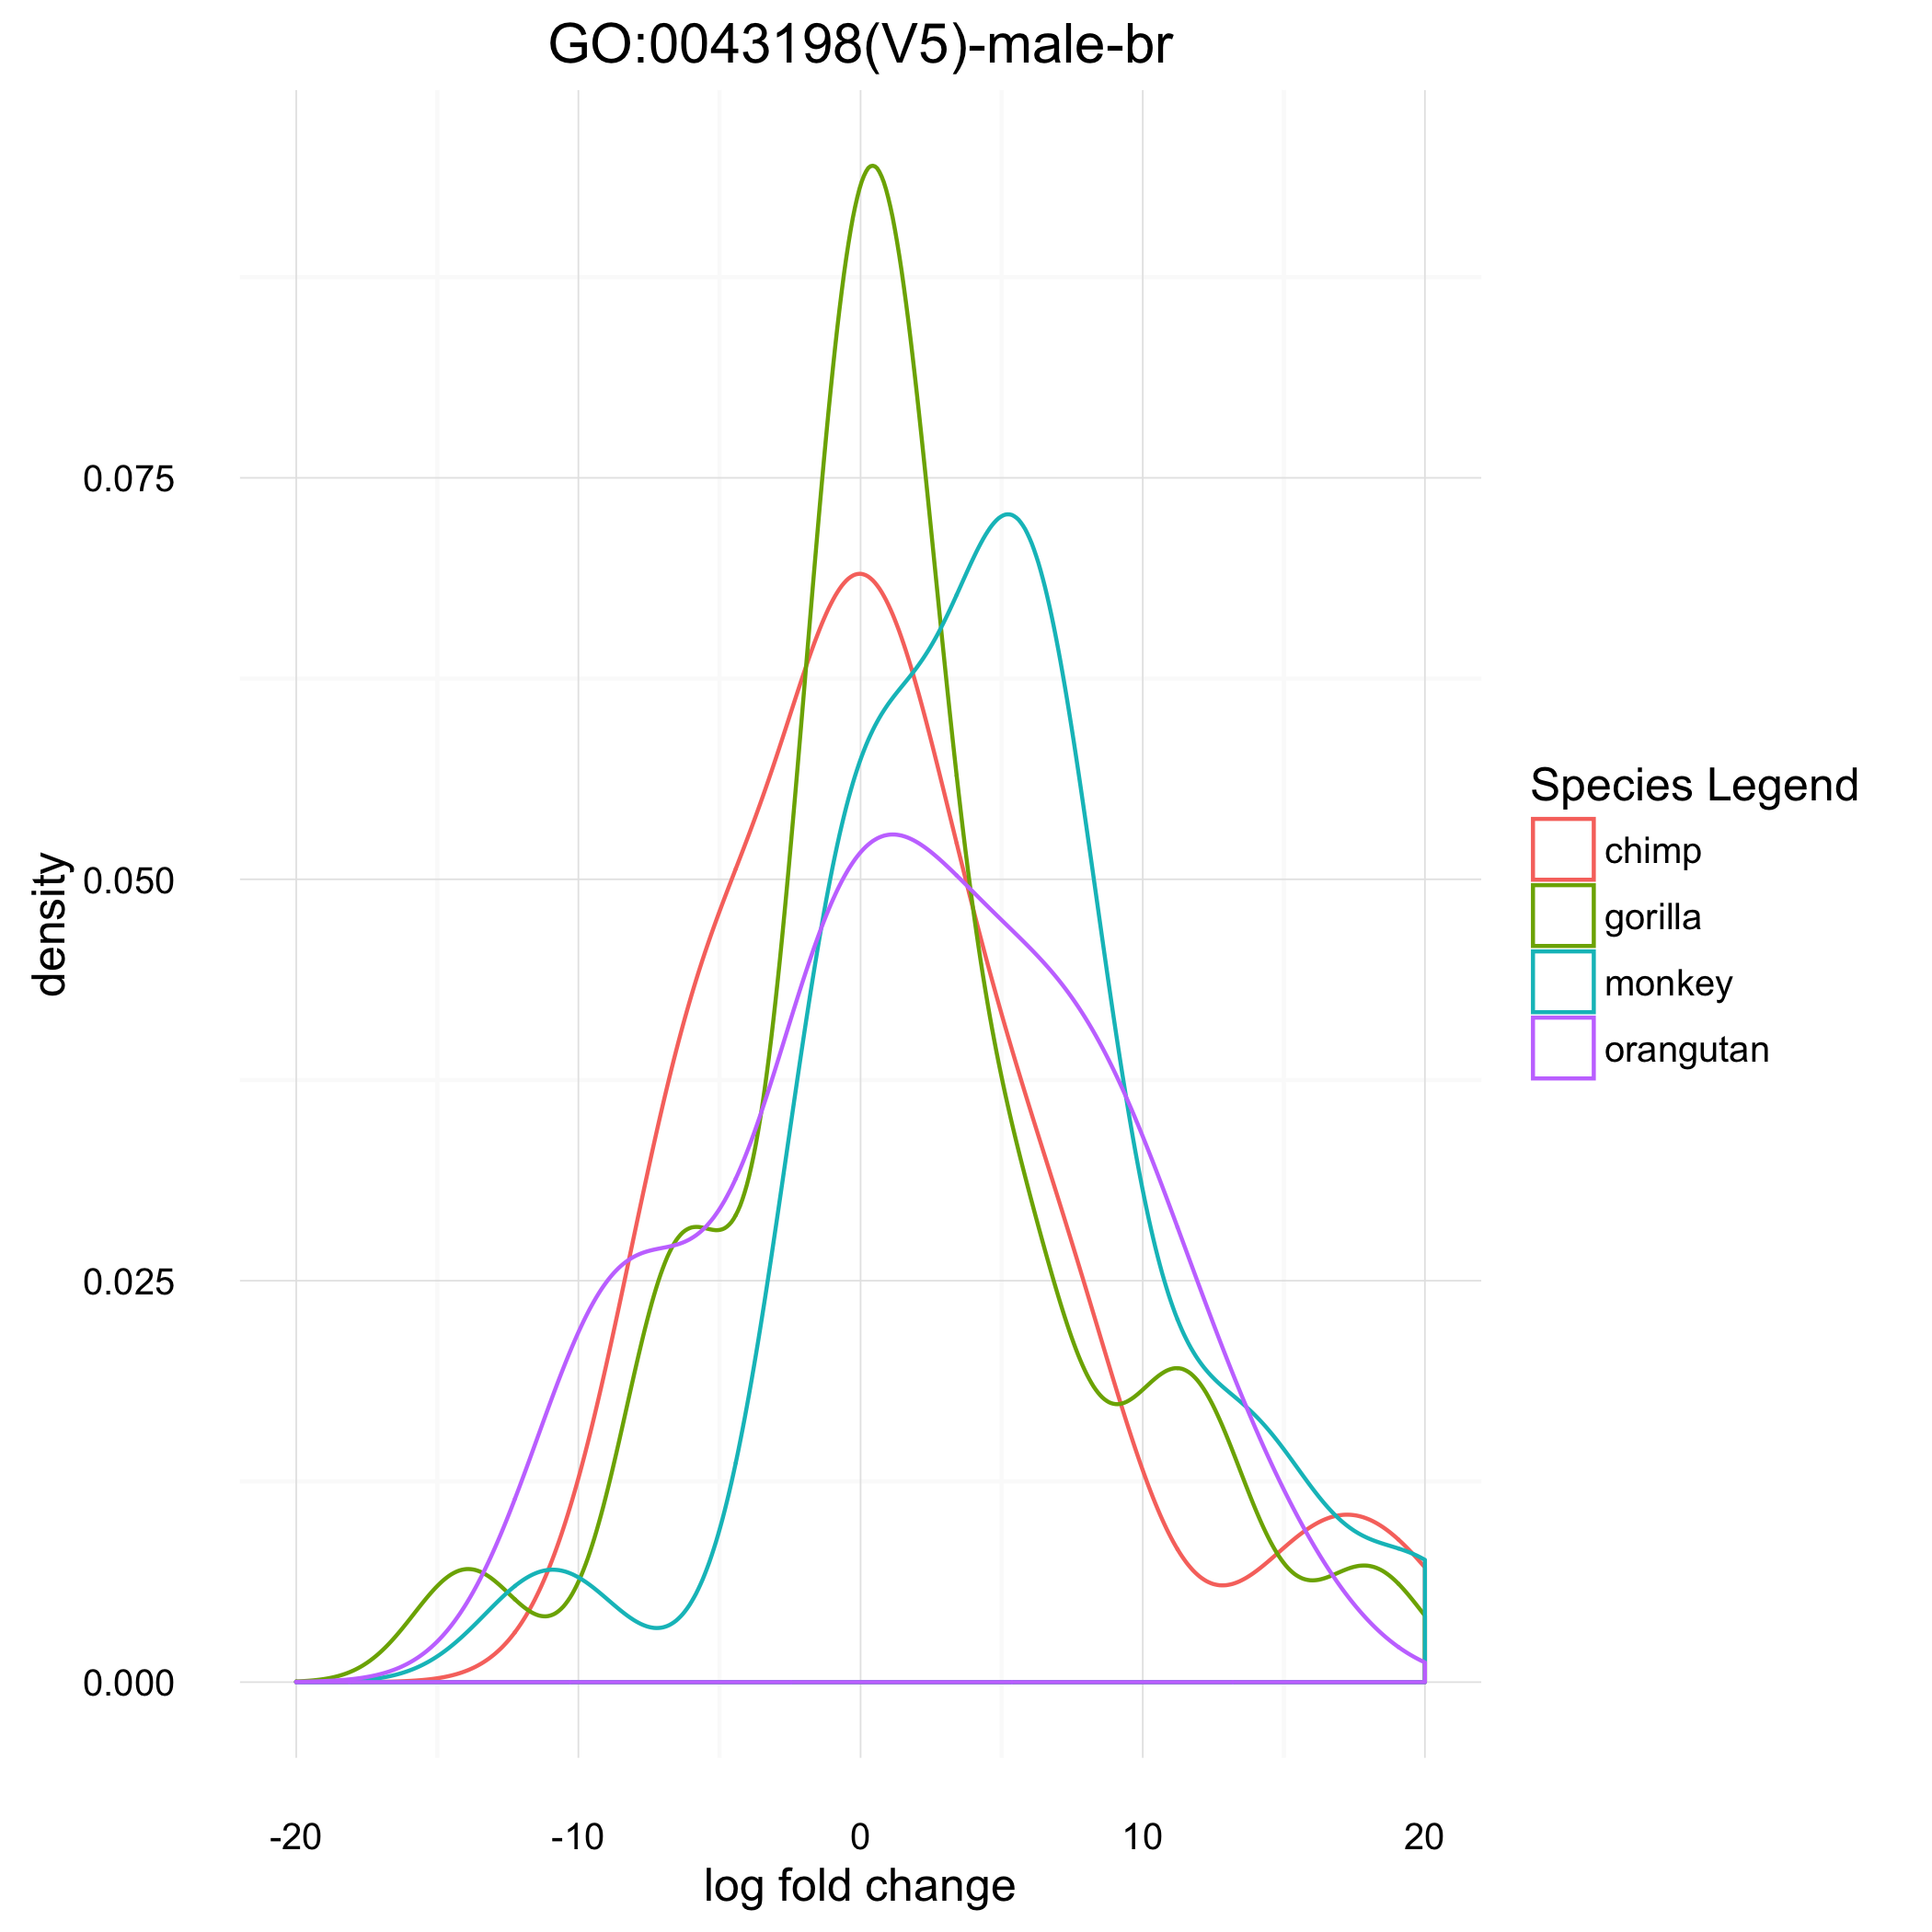 GO:0043198(V5)-male-br
density
0.075
0.050
0.025
0.000
-20
-10
0
10
20
log fold change
Species Legend
chimp
gorilla
monkey
orangutan